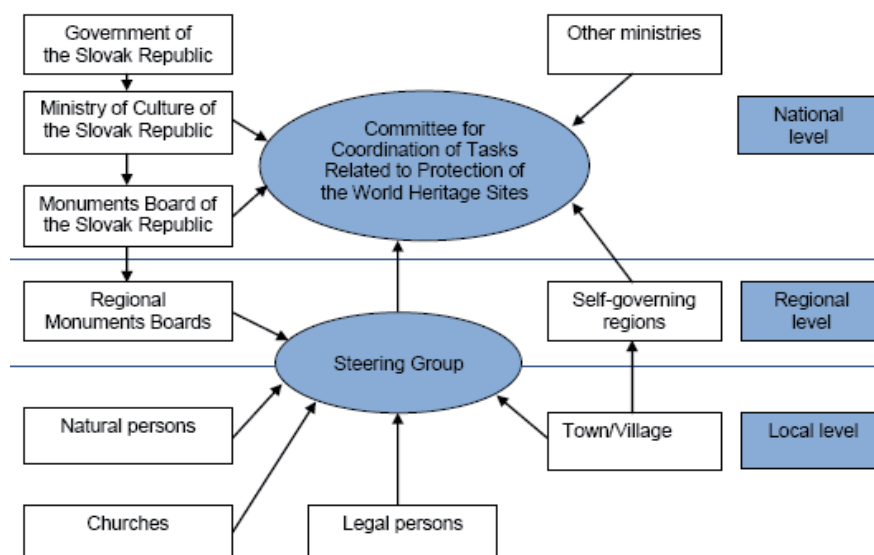 Government of
the Slovak Republic
Other ministries
Ministry of Culture of
the Slovak Republic
Committee for
Coordination of Tasks
Related to Protection of
the World Heritage Sites
National
level
Monuments Board of
the Slovak Republic
Regional
Monuments Boards
Self-governing
regions
Regional
level
Steering Group
Natural persons
Town/Village
Local level
Churches
Legal persons